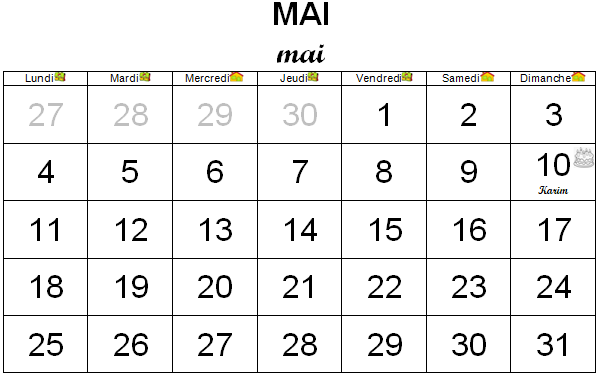 MAI
mai
Lundi Mardi Mercredi Jeudi Vendredi Samedi Dimanche
27 28 29 30 1 2 3
4 5 6 7 8 9 10
Karim
11 12 13 14 15 16 17
18 19 20 21 22 23 24
25 26 27 28 29 30 31